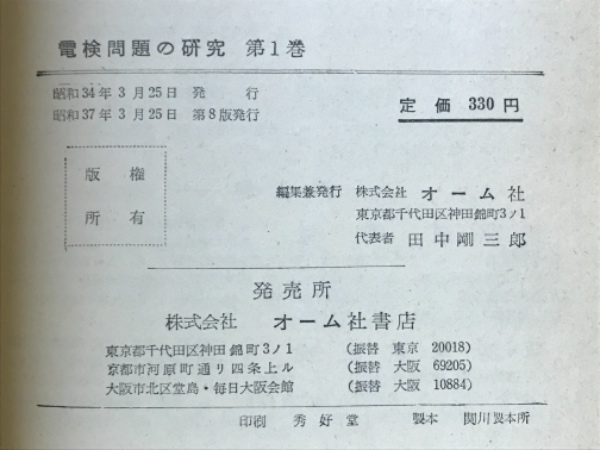 電検問題の研究 第1巻
昭和34年3月25日 発行
昭和37年3月25日 第8版発行
定価 330円
版権
所有
編集兼発行 株式会社 オーム社
東京都千代田区神田錦町3ノ1
代表者 田中剛三郎
発売所
株式会社 オーム社書店
東京都千代田区神田錦町3ノ1 (振替 東京 20018)
京都市河原町通リ四条上ル (振替 大阪 69205)
大阪市北区堂島・毎日大阪会館 (振替 大阪 10884)
印刷 秀好堂 製本 関川製本所